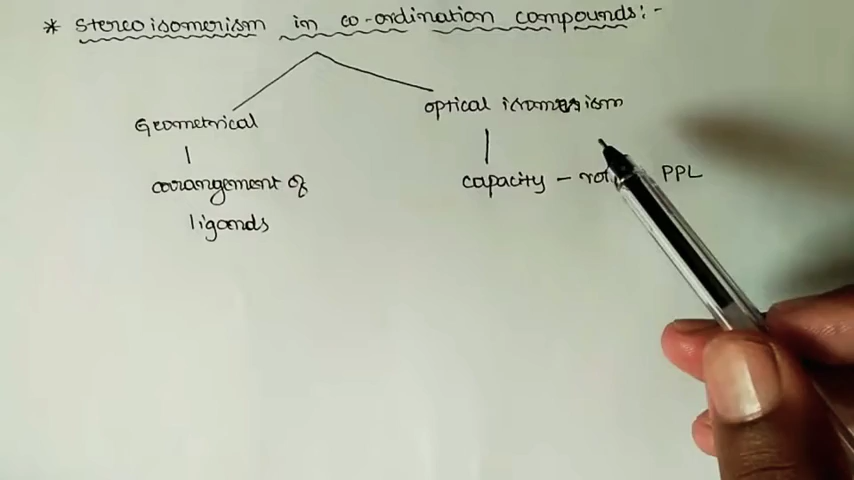 * Stereoisomerism in co-ordination compounds:-
Geometrical
optical isomerism
arrangement of
ligands
capacity - PPL